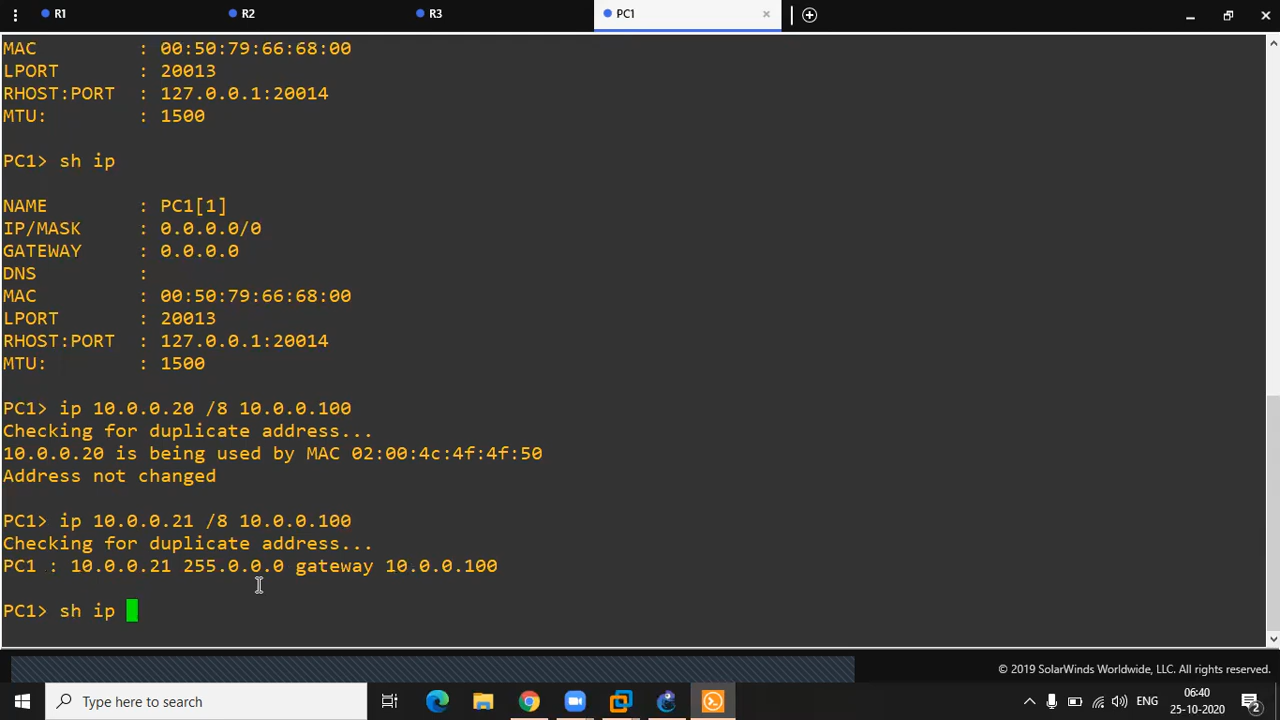 R1 R2 R3 PC1
MAC : 00:50:79:66:68:00
LPORT : 20013
RHOST:PORT : 127.0.0.1:20014
MTU: : 1500
PC1> sh ip
NAME : PC1[1]
IP/MASK : 0.0.0.0/0
GATEWAY : 0.0.0.0
DNS :
MAC : 00:50:79:66:68:00
LPORT : 20013
RHOST:PORT : 127.0.0.1:20014
MTU: : 1500
PC1> ip 10.0.0.20 /8 10.0.0.100
Checking for duplicate address...
10.0.0.20 is being used by MAC 02:00:4c:4f:4f:50
Address not changed
PC1> ip 10.0.0.21 /8 10.0.0.100
Checking for duplicate address...
PC1 : 10.0.0.21 255.0.0.0 gateway 10.0.0.100
PC1> sh ip
© 2019 SolarWinds Worldwide, LLC. All rights reserved.
Type here to search
ENG
06:40
25-10-2020
2